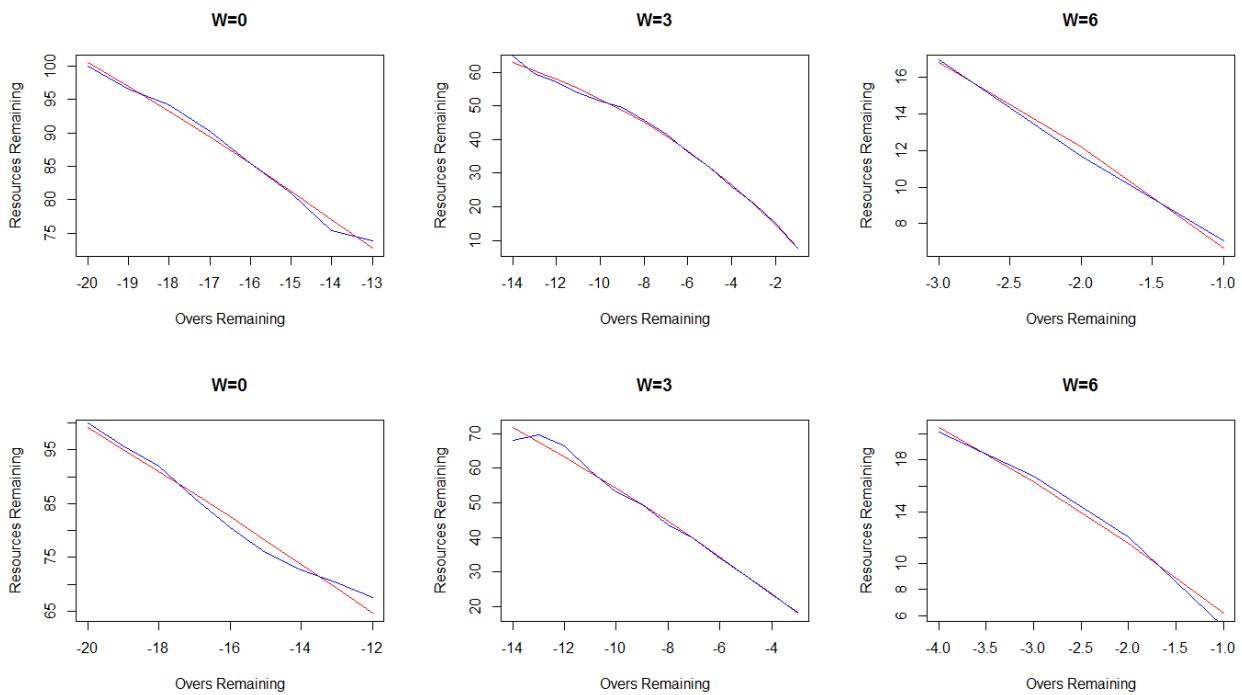 W=0
Resources Remaining
100
95
90
85
80
75
-20 -19 -18 -17 -16 -15 -14 -13
Overs Remaining
W=3
Resources Remaining
60
50
40
30
20
10
-14 -12 -10 -8 -6 -4 -2
Overs Remaining
W=6
Resources Remaining
16
14
12
10
8
-3.0 -2.5 -2.0 -1.5 -1.0
Overs Remaining
W=0
Resources Remaining
95
85
75
65
-20 -18 -16 -14 -12
Overs Remaining
W=3
Resources Remaining
70
60
50
40
30
20
-14 -12 -10 -8 -6 -4
Overs Remaining
W=6
Resources Remaining
18
14
10
8
6
-4.0 -3.5 -3.0 -2.5 -2.0 -1.5 -1.0
Overs Remaining